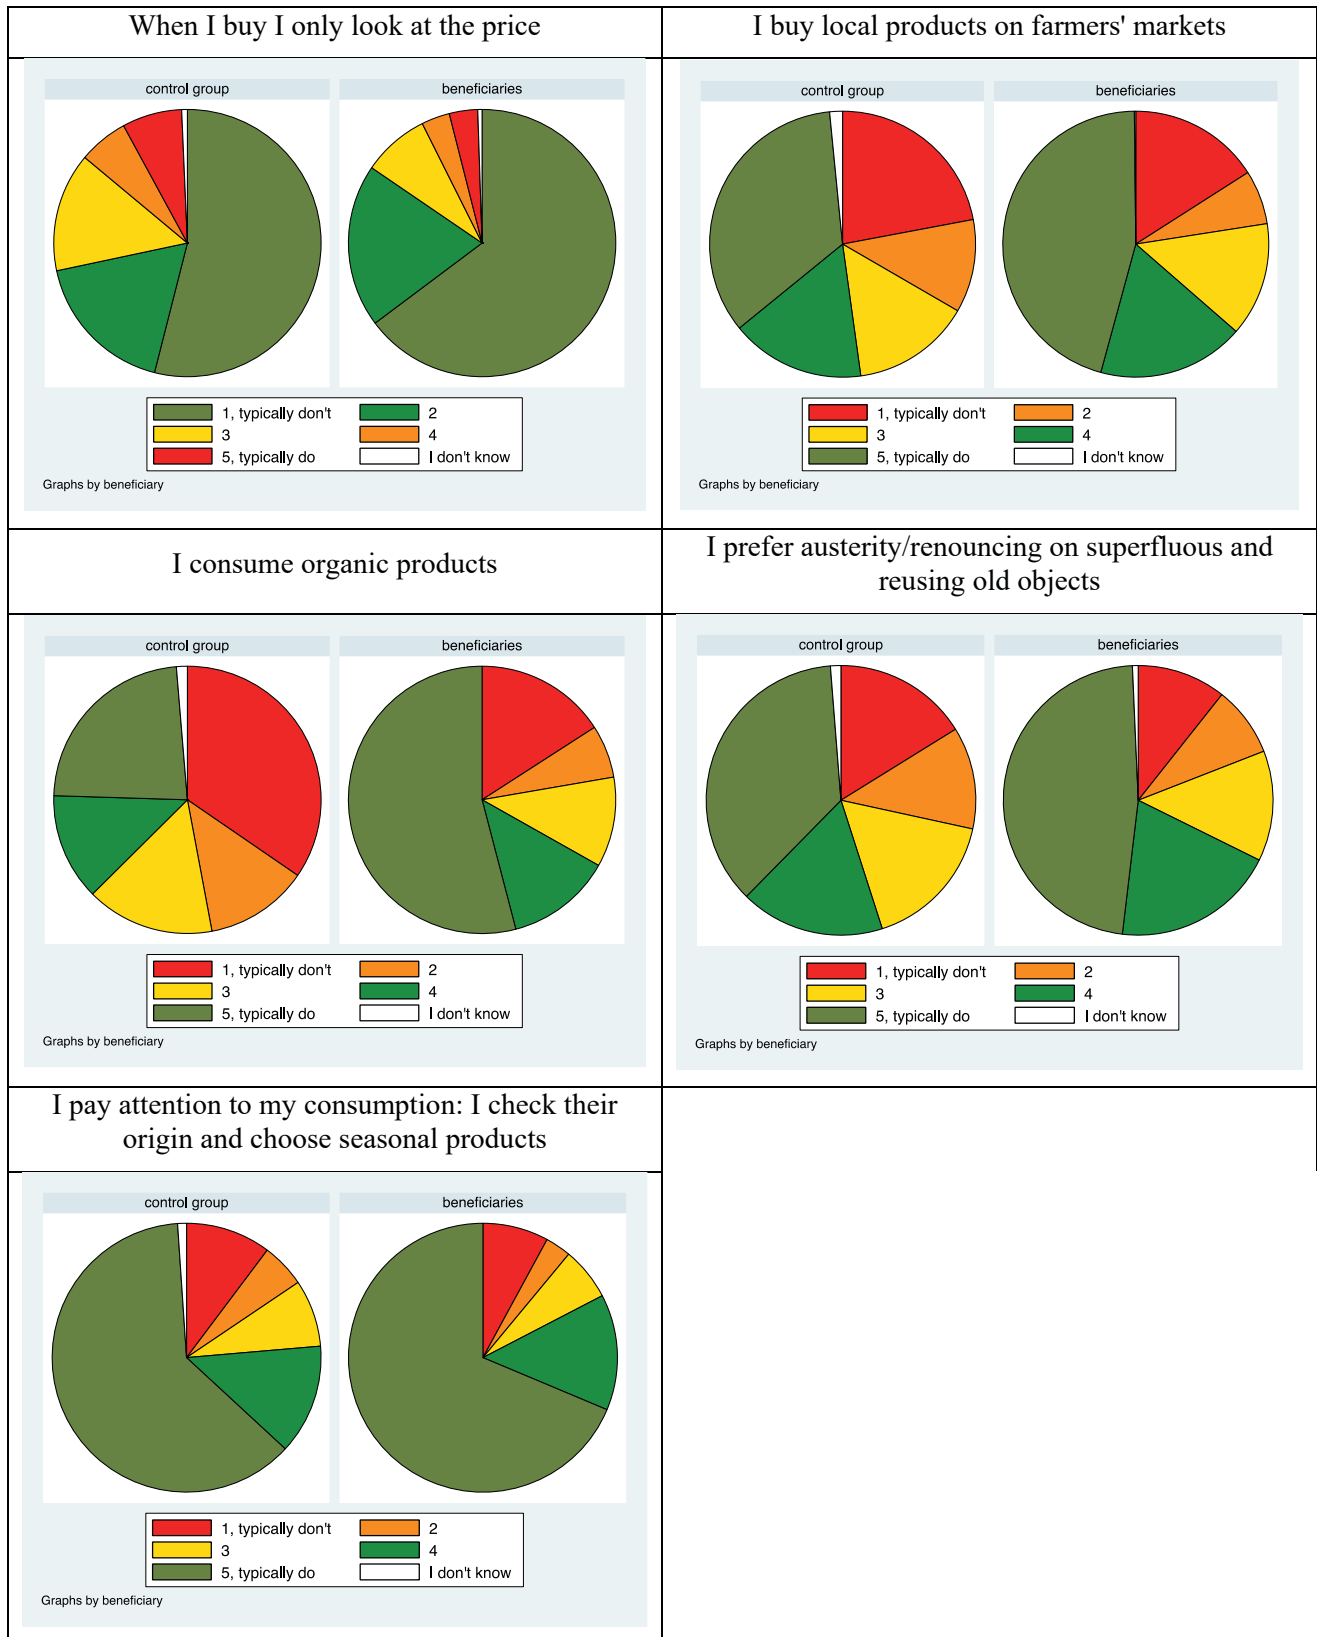 When I buy I only look at the price
control group
beneficiaries
1, typically don't
2
3
4
5, typically do
I don't know
Graphs by beneficiary
I buy local products on farmers' markets
control group
beneficiaries
1, typically don't
2
3
4
5, typically do
I don't know
Graphs by beneficiary
I consume organic products
control group
beneficiaries
1, typically don't
2
3
4
5, typically do
I don't know
Graphs by beneficiary
I prefer austerity/renouncing on superfluous and
reusing old objects
control group
beneficiaries
1, typically don't
2
3
4
5, typically do
I don't know
Graphs by beneficiary
I pay attention to my consumption: I check their
origin and choose seasonal products
control group
beneficiaries
1, typically don't
2
3
4
5, typically do
I don't know
Graphs by beneficiary